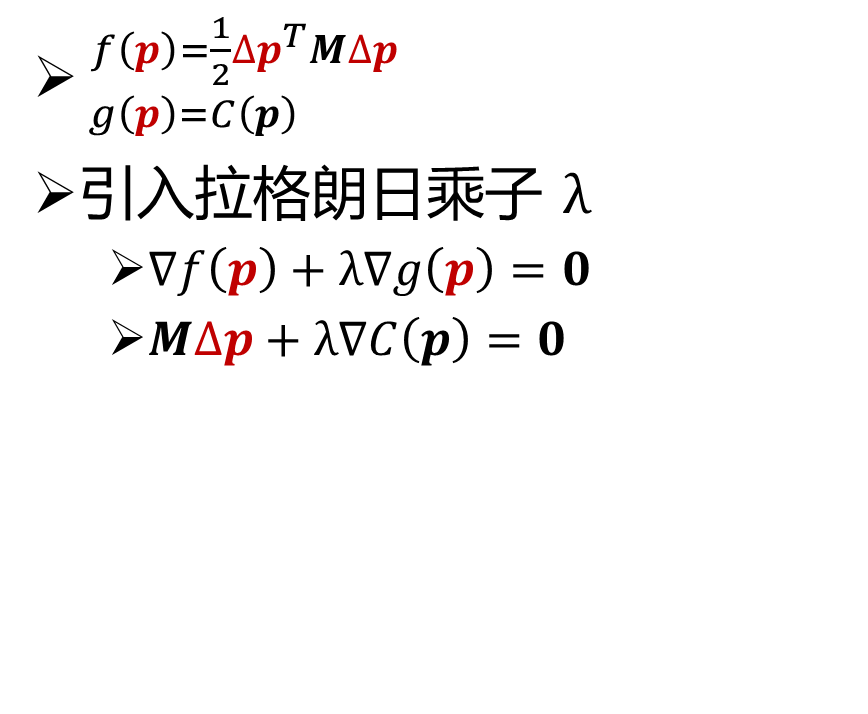 ➢ f(p)=1/2Δp^T MΔp
g(p)=C(p)
➢引入拉格朗日乘子 λ
➢∇f(p) + λ∇g(p) = 0
➢MΔp + λ∇C(p) = 0